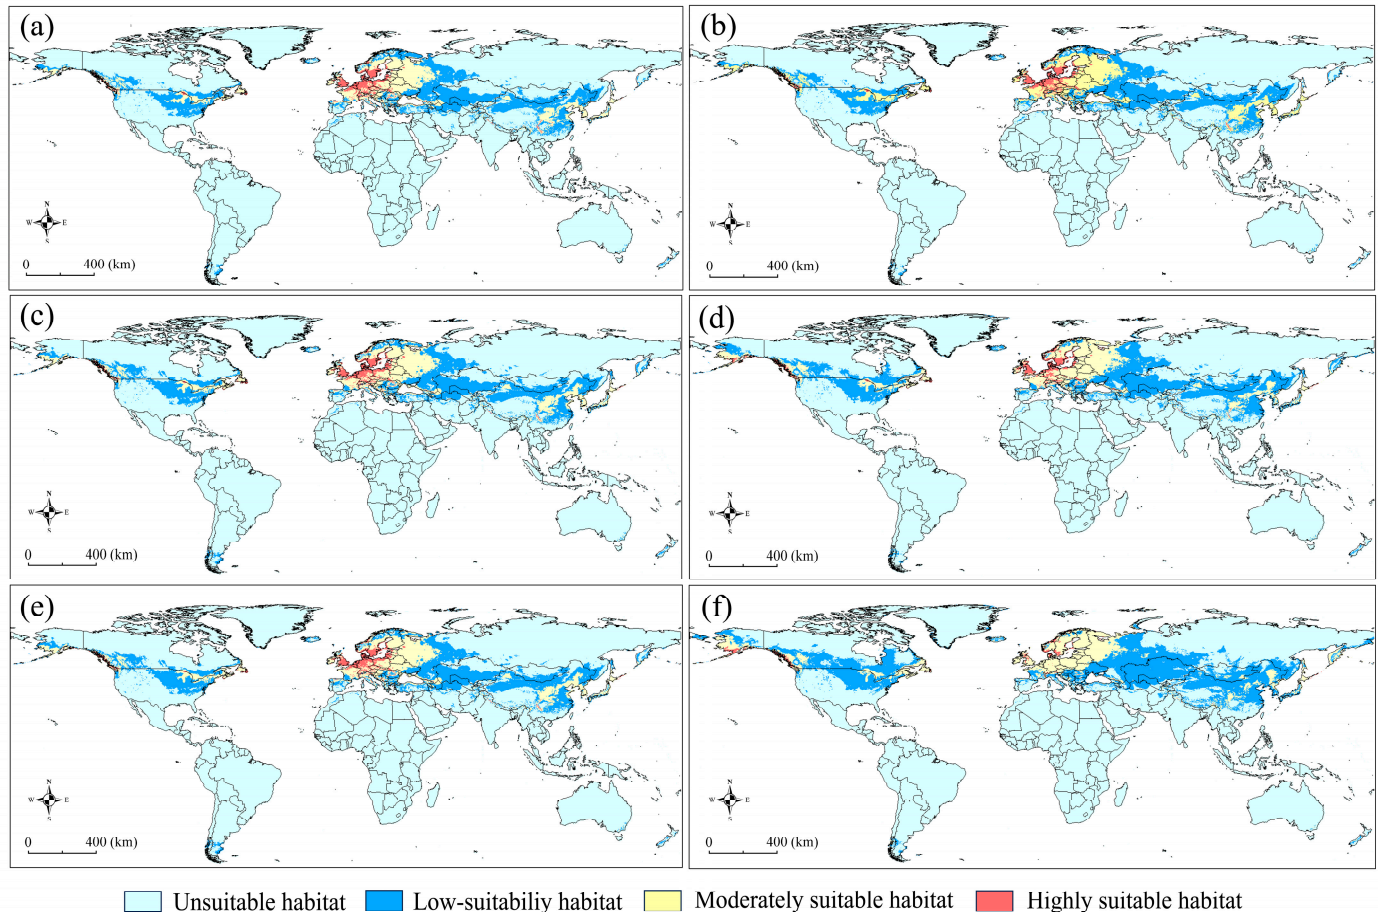 (a)
N
W E
S
0 400 (km)
(b)
N
W E
S
0 400 (km)
(c)
N
W E
S
0 400 (km)
(d)
N
W E
S
0 400 (km)
(e)
N
W E
S
0 400 (km)
(f)
N
W E
S
0 400 (km)
Unsuitable habitat Low-suitabiliy habitat Moderately suitable habitat Highly suitable habitat